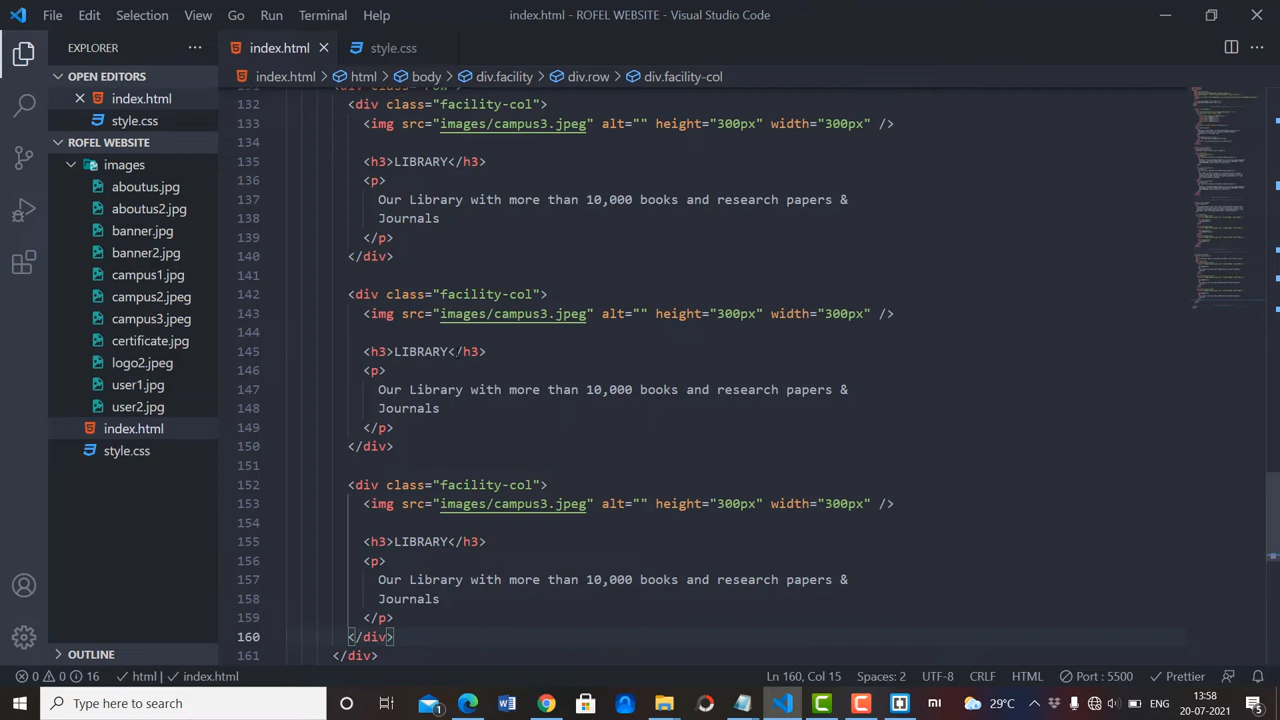 File Edit Selection View Go Run Terminal Help index.html - ROFEL WEBSITE - Visual Studio Code
EXPLORER
index.html style.css
OPEN EDITORS
index.html
style.css
ROFEL WEBSITE
images
aboutus.jpg
aboutus2.jpg
banner.jpg
banner2.jpg
campus1.jpg
campus2.jpeg
campus3.jpeg
certificate.jpg
logo2.jpeg
user1.jpg
user2.jpg
index.html
style.css
OUTLINE
index.html > html > body > div.facility > div.row > div.facility-col
132 <div class="facility-col">
133 <img src="images/campus3.jpeg" alt="" height="300px" width="300px" />
134
135 <h3>LIBRARY</h3>
136 <p>
137 Our Library with more than 10,000 books and research papers &
138 Journals
139 </p>
140 </div>
141
142 <div class="facility-col">
143 <img src="images/campus3.jpeg" alt="" height="300px" width="300px" />
144
145 <h3>LIBRARY</h3>
146 <p>
147 Our Library with more than 10,000 books and research papers &
148 Journals
149 </p>
150 </div>
151
152 <div class="facility-col">
153 <img src="images/campus3.jpeg" alt="" height="300px" width="300px" />
154
155 <h3>LIBRARY</h3>
156 <p>
157 Our Library with more than 10,000 books and research papers &
158 Journals
159 </p>
160 </div>
161 </div>
0 0 16 html index.html Ln 160, Col 15 Spaces: 2 UTF-8 CRLF HTML Port : 5500 Prettier
Type here to search 1 29°C ENG 13:58
20-07-2021 5